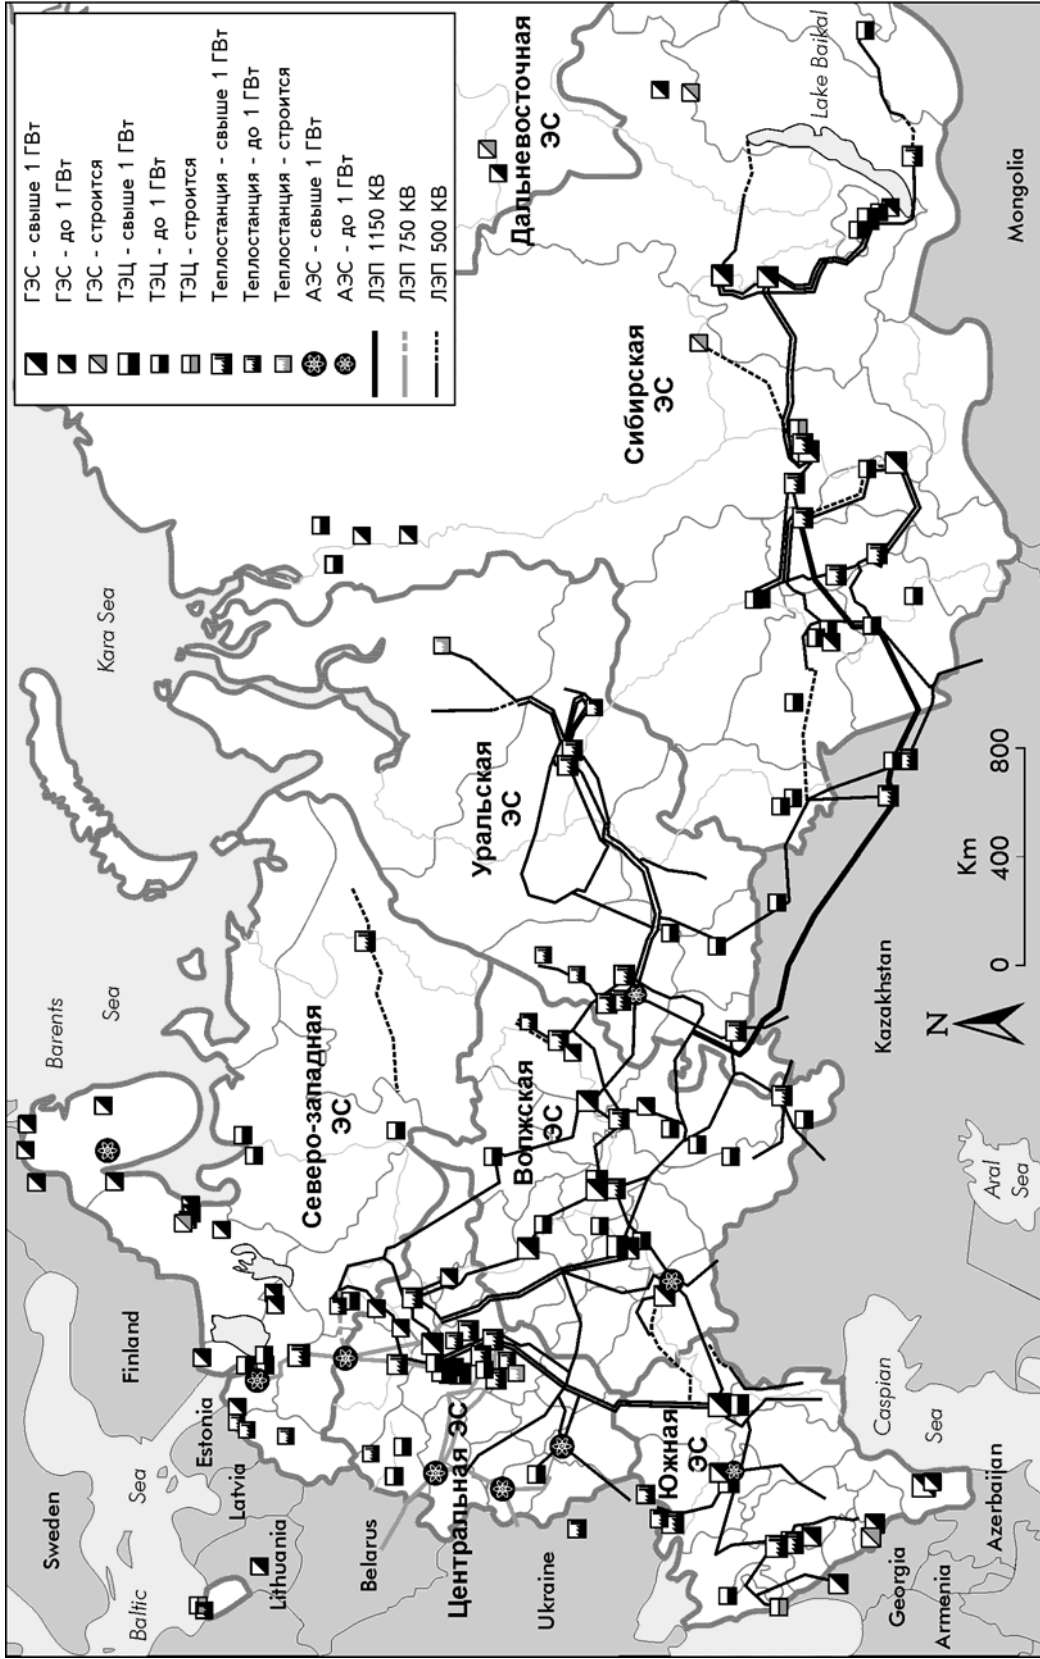 ГЭС - свыше 1 ГВт
ГЭС - до 1 ГВт
ГЭС - строится
ТЭЦ - свыше 1 ГВт
ТЭЦ - до 1 ГВт
ТЭЦ - строится
Теплостанция - свыше 1 ГВт
Теплостанция - до 1 ГВт
Теплостанция - строится
АЭС - свыше 1 ГВт
АЭС - до 1 ГВт
ЛЭП 1150 КВ
ЛЭП 750 КВ
ЛЭП 500 КВ
Sweden
Baltic
Sea
Finland
Estonia
Latvia
Lithuania
Belarus
Ukraine
Barents
Sea
Kara Sea
Северо-западная
ЭС
Центральная ЭС
Волжская
ЭС
Уральская
ЭС
Южная
ЭС
Сибирская
ЭС
Дальневосточная
ЭС
Lake Baikal
Mongolia
Kazakhstan
Aral
Sea
Caspian
Sea
Georgia
Armenia
Azerbaijan
N
Km
0 400 800